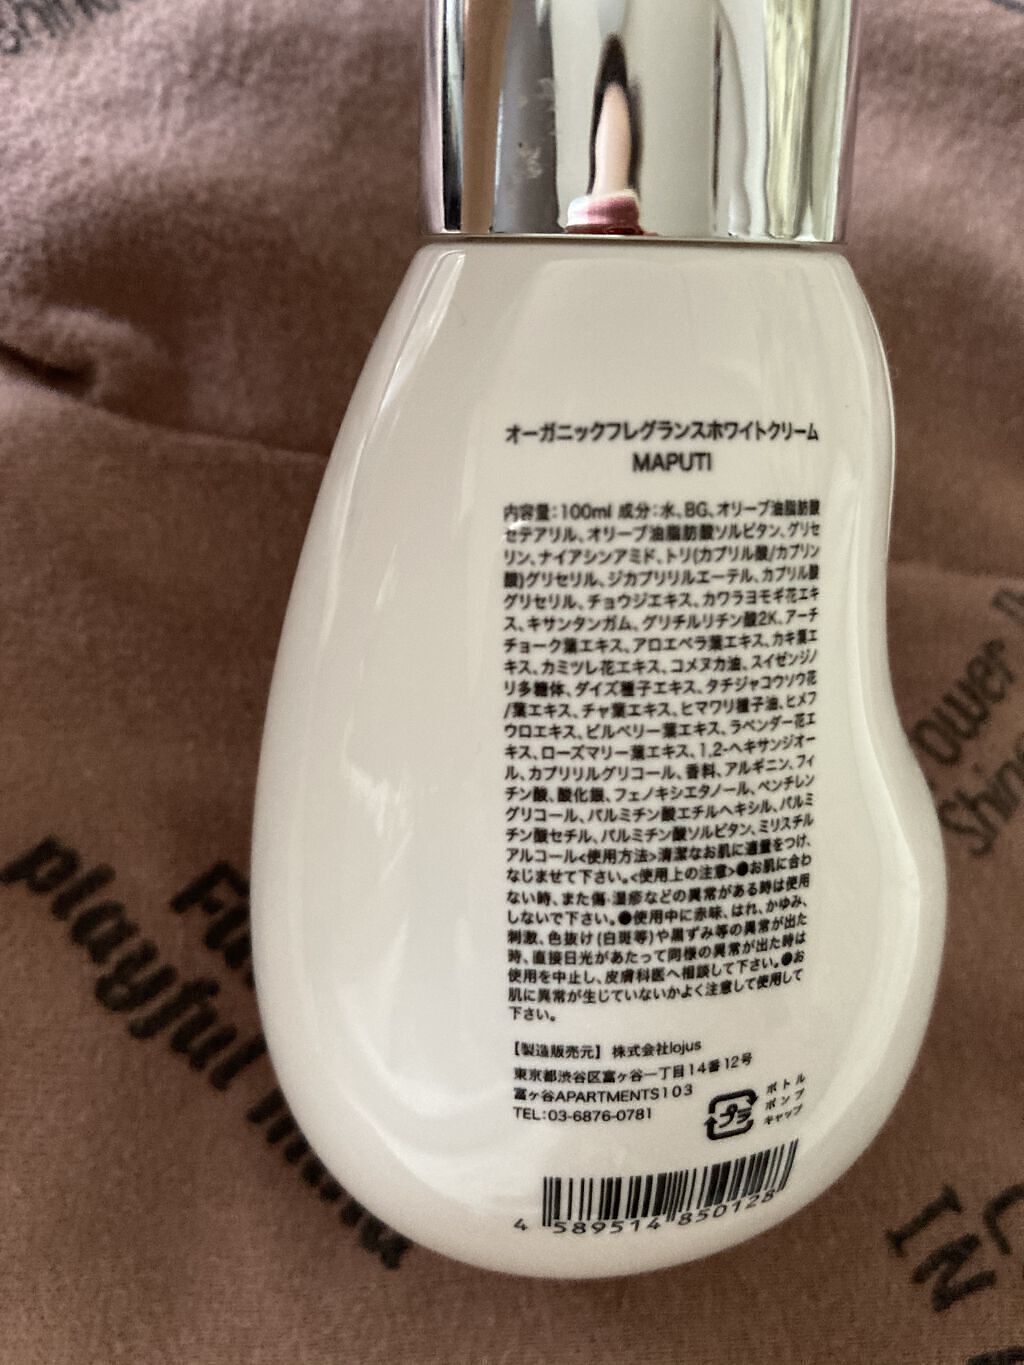 オーガニックフレグランスホワイトクリーム
MAPUTI
内容量:100ml 成分:水、BG、オリーブ油脂肪酸
セテアリル、オリーブ油脂肪酸ソルビタン、グリセ
リン、ナイアシンアミド、トリ(カプリル酸/カプリン
酸)グリセリル、ジカプリリルエーテル、カプリル酸
グリセリル、チョウジエキス、カワラヨモギ花エキ
ス、キサンタンガム、グリチルリチン酸2K、アーチ
チョーク葉エキス、アロエベラ葉エキス、カキ葉エ
キス、カミツレ花エキス、コメヌカ油、スイゼンジノ
リ多糖体、ダイズ種子エキス、タチジャコウソウ花
/葉エキス、チャ葉エキス、ヒマワリ種子油、ヒメフ
ウロエキス、ビルベリー葉エキス、ラベンダー花エ
キス、ローズマリー葉エキス、1,2-ヘキサンジオー
ル、カプリリルグリコール、香料、アルギニン、フィ
チン酸、酸化銀、フェノキシエタノール、ペンチレン
グリコール、パルミチン酸エチルヘキシル、パルミ
チン酸セチル、パルミチン酸ソルビタン、ミリスチル
アルコール<使用方法>清潔なお肌に適量をつけ、
なじませて下さい。<使用上の注意>●お肌に合わ
ない時、また傷・湿疹などの異常がある時は使用
しないで下さい。●使用中に赤味、はれ、かゆみ、
刺激、色抜け(白斑等)や黒ずみ等の異常が出た
時、直接日光があたって同様の異常が出た時は
使用を中止し、皮膚科医へ相談して下さい。●お
肌に異常が生じていないかよく注意して使用して
下さい。
【製造販売元】 株式会社lojus
東京都渋谷区富ヶ谷一丁目14番12号
富ヶ谷APARTMENTS103
TEL:03-6876-0781
プラ
ボトル
ポンプ
キャップ
4 589514 850128
playful
Shine
IN